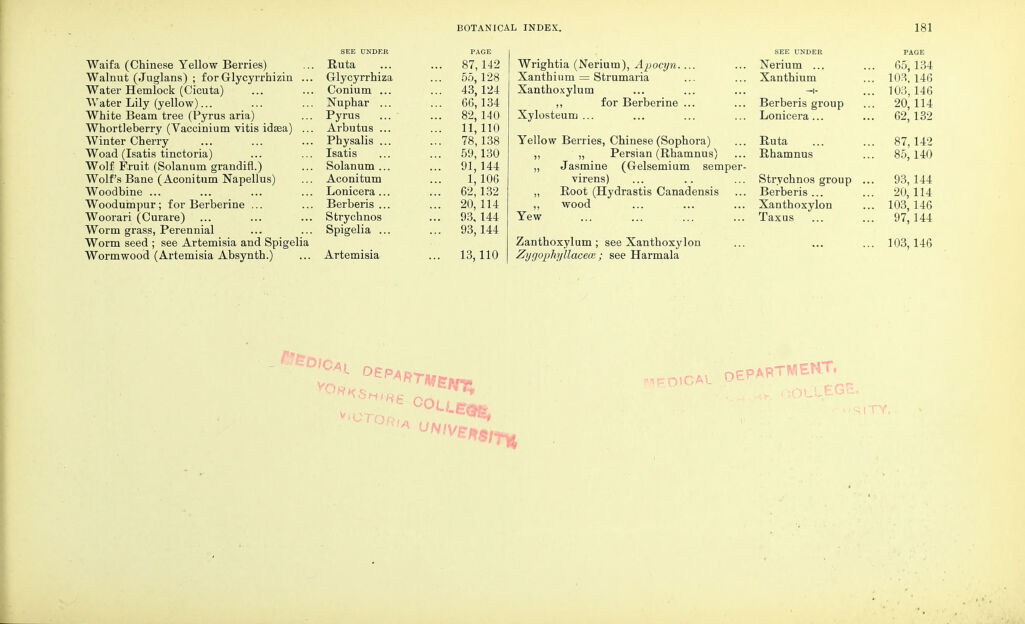 BOTANICAL INDEX. 181
SEE UNDER PAGE
Waifa (Chinese Yellow Berries) ... Ruta ... ... 87, 142
Walnut (Juglans) ; for Glycyrrhizin ... Glycyrrhiza ... 55, 128
Water Hemlock (Cicuta) ... ... Conium ... ... 43, 124
Water Lily (yellow) ... ... ... Nuphar ... ... 66, 134
White Beam tree (Pyrus aria) ... Pyrus ... ... 82, 140
Whortleberry (Vaccinium vitis idæa) ... Arbutus ... ... 11, 110
Winter Cherry ... ... ... Physalis ... ... 78, 138
Woad (Isatis tinctoria) ... ... Isatis ... ... 59, 130
Wolf Fruit (Solanum grandifl.) ... Solanum ... ... 91, 144
Wolf's Bane (Aconitum Napellus) ... Aconitum ... 1, 106
Woodbine ... ... ... ... Lonicera ... ... 62, 132
Woodumpur ; for Berberine ... ... Berberis ... ... 20, 114
Woorari (Curare) ... ... ... Strychnos ... 93, 144
Worm grass, Perennial ... ... Spigelia ... ... 93, 144
Worm seed ; see Artemisia and Spigelia
Wormwood (Artemisia Absynth.) ... Artemisia ... 13, 110
SEE UNDER PAGE
Wrightia (Nerium), Apocyn. ... ... Nerium ... ... 65, 134
Xanthium = Strumaria ... ... Xanthium ... 103, 146
Xanthoxylum ... ... ... ... 103, 146
„ for Berberine ... ... Berberis group ... 20, 114
Xylosteum ... ... ... ... Lonicera ... ... 62, 132
Yellow Berries, Chinese (Sophora) ... Ruta ... ... 87, 142
„ „ Persian (Rhamnus) ... Rhamnus ... 85, 140
„ Jasmine (Gelsemium semper-
virens) ... .. ... Strychnos group ... 93, 144
„ Root (Hydrastis Canadensis ... Berberis ... ... 20, 114
„ wood ... ... ... Xanthoxylon ... 103, 146
Yew ... ... ... ... Taxus ... ... 97, 144
Zanthoxylum ; see Xanthoxylon ... ... ... 103, 146
Zygophyllaceæ ; see Harmala
MEDICAL DEPARTMENT,
YORKSHIRE COLLEGE,
VICTORIA UNIVERSITY.
MEDICAL DEPARTMENT,
COLLEGE.
SITY.